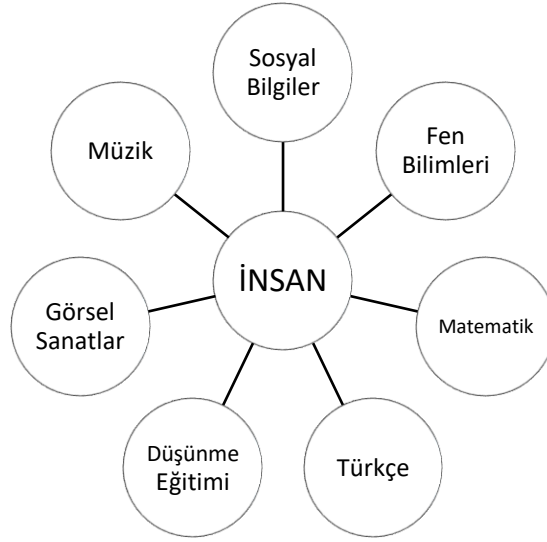 Sosyal
Bilgiler
Fen
Bilimleri
Müzik
İNSAN
Matematik
Görsel
Sanatlar
Düşünme
Eğitimi
Türkçe